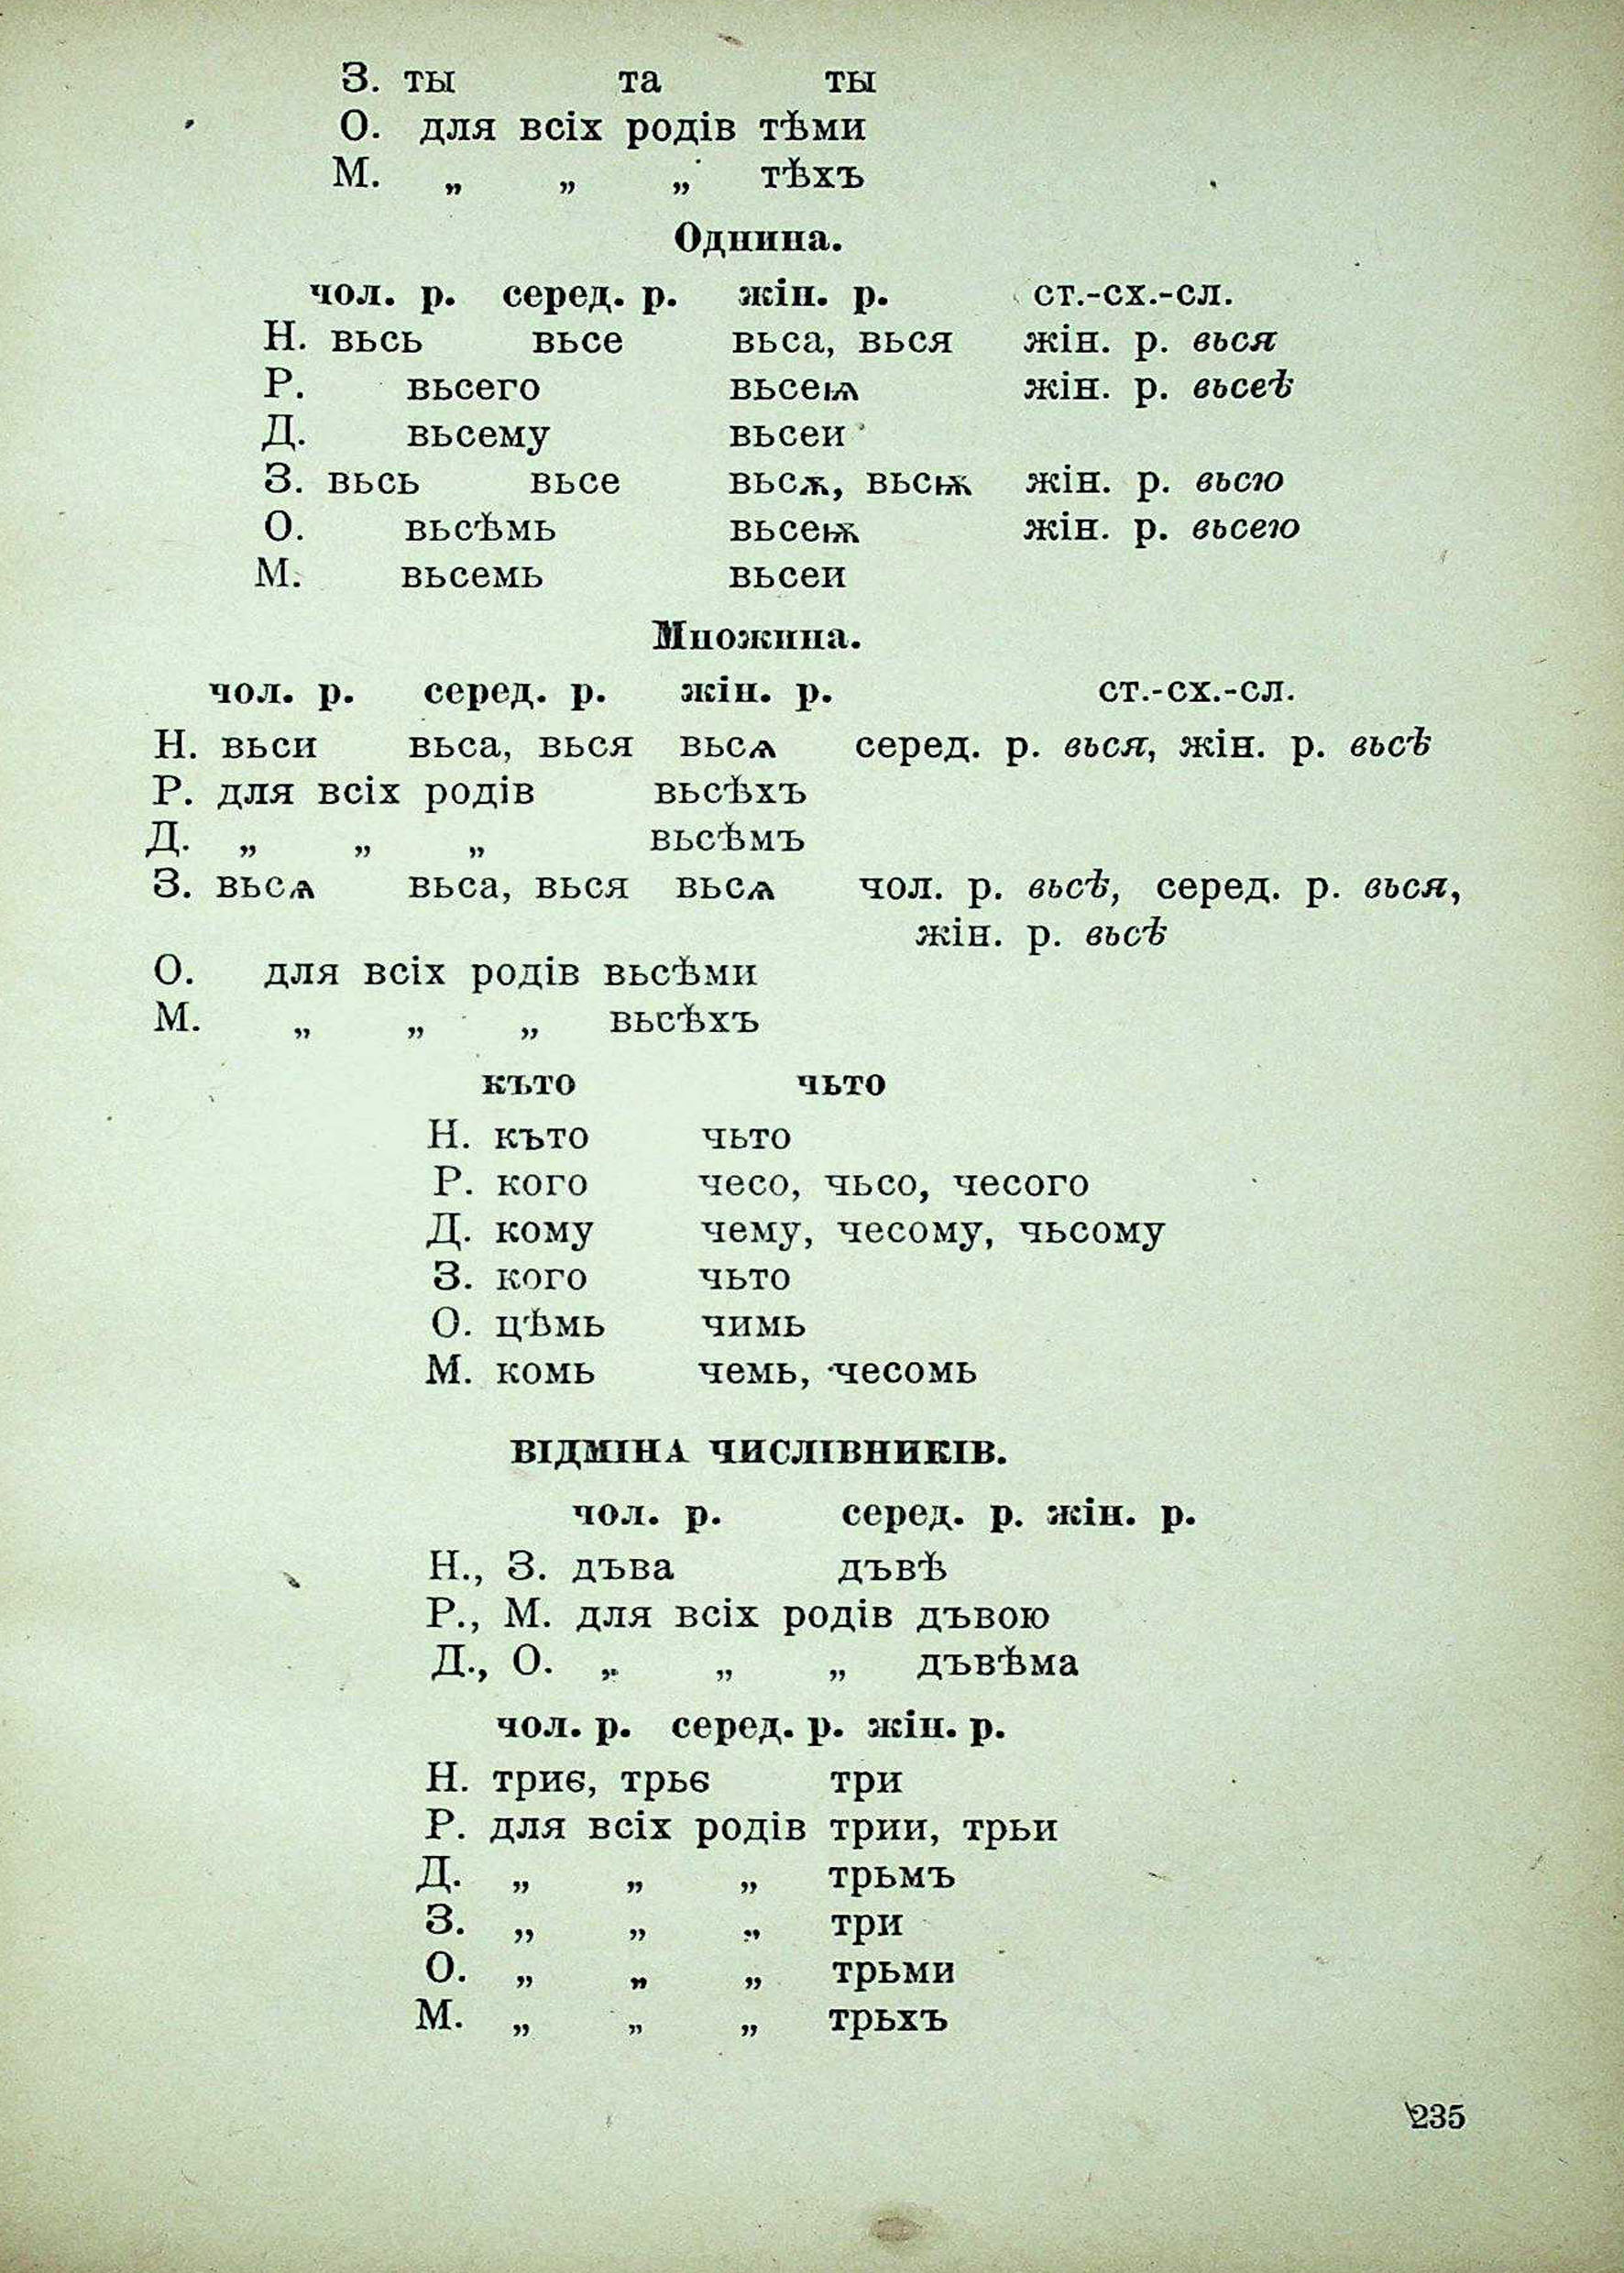 З. ты та ты
О. для всіх родів тѣми
М. „ „ „ тѣхъ
Однина.
чол. р. серед. р. жін. р. ст.-сх.-сл.
Н. вьсь вьсе вьса, вься жін. р. вься
Р. вьсего вьсеѩ жін. р. вьсеѣ
Д. вьсему вьсеи
З. вьсь вьсе вьсѫ, вьсѭ жін. р. вьсю
О. вьсѣмь вьсеѭ жін. р. вьсею
М. вьсемь вьсеи
Множина.
чол. р. серед. р. жін. р. ст.-сх.-сл.
Н. вьси вьса, вься вьсѧ серед. р. вься, жін. р. вьсѣ
Р. для всіх родів вьсѣхъ
Д. „ „ „ вьсѣмъ
З. вьсѧ вьса, вься вьсѧ чол. р. вьсѣ, серед. р. вься,
жін. р. вьсѣ
О. для всіх родів вьсѣми
М. „ „ „ вьсѣхъ
къто чьто
Н. къто чьто
Р. кого чесо, чьсо, чесого
Д. кому чему, чесому, чьсому
З. кого чьто
О. цѣмь чимь
М. комь чемь, чесомь
ВІДМІНА ЧИСЛІВНИКІВ.
чол. р. серед. р. жін. р.
Н., З. дъва дъвѣ
Р., М. для всіх родів дъвою
Д., О. „ „ „ дъвѣма
чол. р. серед. р. жін. р.
Н. триє, трьє три
Р. для всіх родів трии, трьи
Д. „ „ „ трьмъ
З. „ „ „ три
О. „ „ „ трьми
М. „ „ „ трьхъ
235